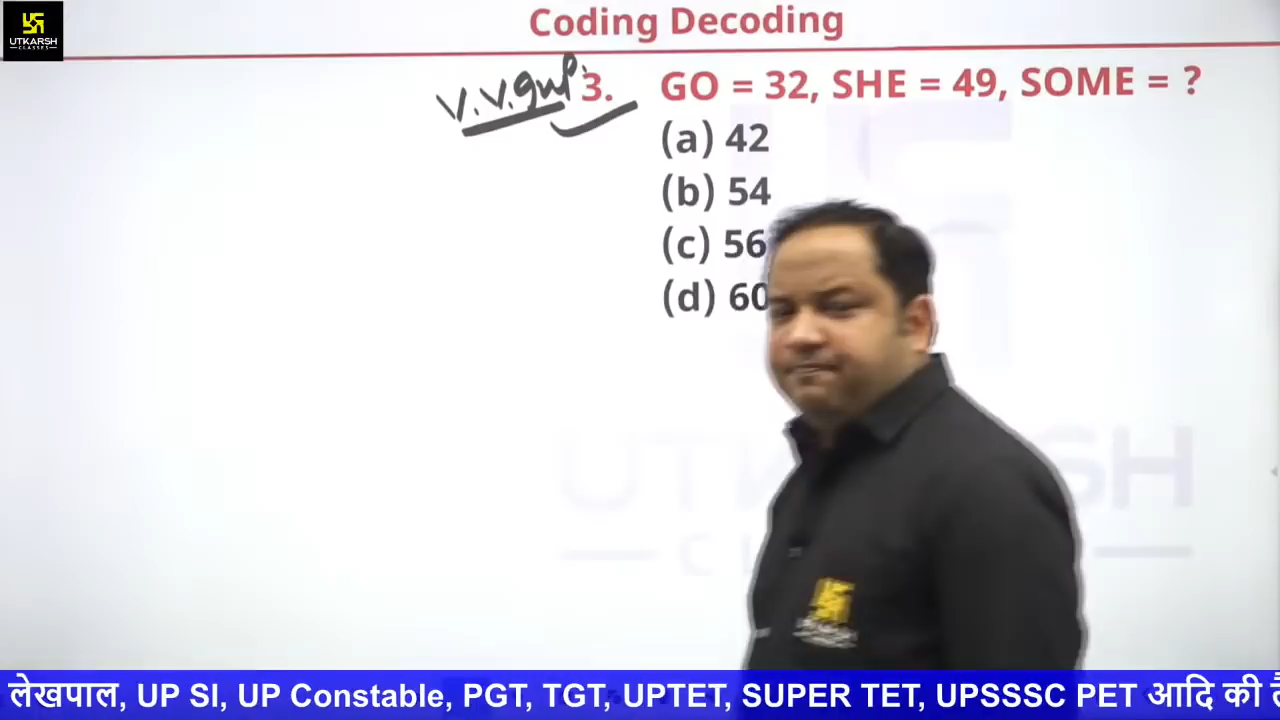 UTKARSH
CLASSES
Coding Decoding
V.V.
3. GO = 32, SHE = 49, SOME = ?
(a) 42
(b) 54
(c) 56
(d) 60
लेखपाल, UP SI, UP Constable, PGT, TGT, UPTET, SUPER TET, UPSSSC PET आदि की